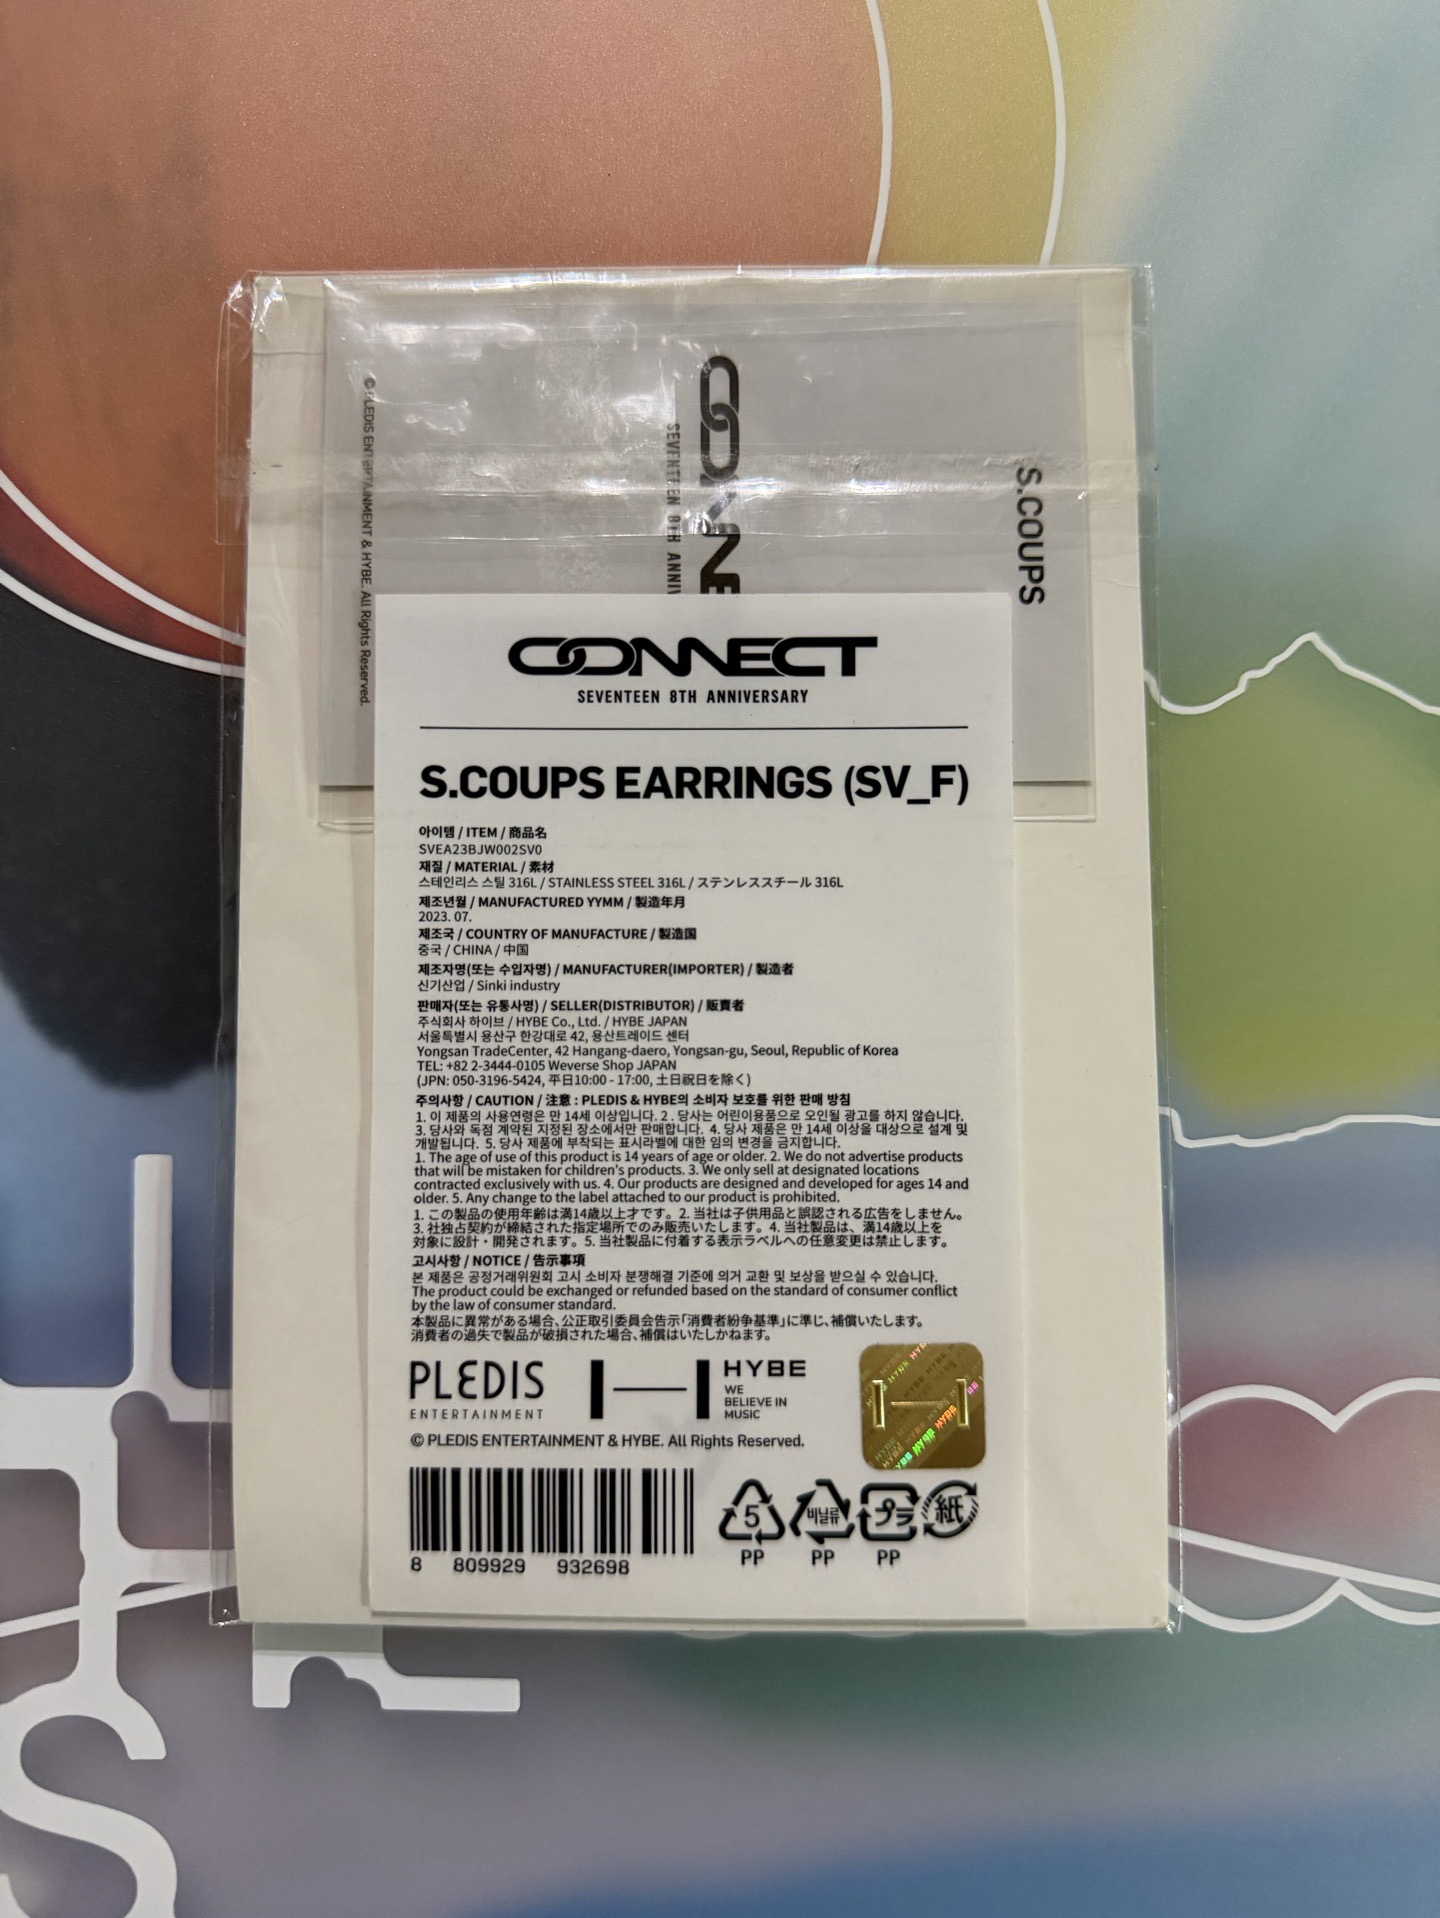 © PLEDIS ENTERTAINMENT & HYBE. All Rights Reserved.
SEVENTEEN 8TH
CONNE
S.COUPS
CONNECT
SEVENTEEN 8TH ANNIVERSARY
S.COUPS EARRINGS (SV_F)
아이템 / ITEM / 商品名
SVEA23BJW002SV0
재질 / MATERIAL / 素材
스테인리스 스틸 316L / STAINLESS STEEL 316L / ステンレススチール 316L
제조년월 / MANUFACTURED YYMM / 製造年月
2023. 07.
제조국 / COUNTRY OF MANUFACTURE / 製造国
중국 / CHINA / 中国
제조자명(또는 수입자명) / MANUFACTURER(IMPORTER) / 製造者
신기산업 / Sinki industry
판매자(또는 유통사명) / SELLER(DISTRIBUTOR) / 販賣者
주식회사 하이브 / HYBE Co., Ltd. / HYBE JAPAN
서울특별시 용산구 한강대로 42, 용산트레이드 센터
Yongsan TradeCenter, 42 Hangang-daero, Yongsan-gu, Seoul, Republic of Korea
TEL: +82 2-3444-0105 Weverse Shop JAPAN
(JPN: 050-3196-5424, 平日10:00 - 17:00, 土日祝日を除く)
주의사항 / CAUTION / 注意 : PLEDIS & HYBE의 소비자 보호를 위한 판매 방침
1. 이 제품의 사용연령은 만 14세 이상입니다. 2 . 당사는 어린이용품으로 오인될 광고를 하지 않습니다.
3. 당사와 독점 계약된 지정된 장소에서만 판매합니다. 4. 당사 제품은 만 14세 이상을 대상으로 설계 및
개발됩니다. 5. 당사 제품에 부착되는 표시라벨에 대한 임의 변경을 금지합니다.
1. The age of use of this product is 14 years of age or older. 2. We do not advertise products
that will be mistaken for children's products. 3. We only sell at designated locations
contracted exclusively with us. 4. Our products are designed and developed for ages 14 and
older. 5. Any change to the label attached to our product is prohibited.
1. この製品の使用年齢は満14歳以上才です。2. 当社は子供用品と誤認される広告をしません。
3. 社独占契約が締結された指定場所でのみ販売いたします。4. 当社製品は、満14歳以上を
対象に設計・開発されます。5. 当社製品に付着する表示ラベルへの任意変更は禁止します。
고시사항 / NOTICE / 告示事項
본 제품은 공정거래위원회 고시 소비자 분쟁해결 기준에 의거 교환 및 보상을 받으실 수 있습니다.
The product could be exchanged or refunded based on the standard of consumer conflict
by the law of consumer standard.
本製品に異常がある場合、公正取引委員会告示「消費者紛争基準」に準じ、補償いたします。
消費者の過失で製品が破損された場合、補償はいたしかねます。
PLEDIS
ENTERTAINMENT
HYBE
WE
BELIEVE IN
MUSIC
© PLEDIS ENTERTAINMENT & HYBE. All Rights Reserved.
8 809929 932698
5
PP
비닐류
PP
プラ
PP
紙